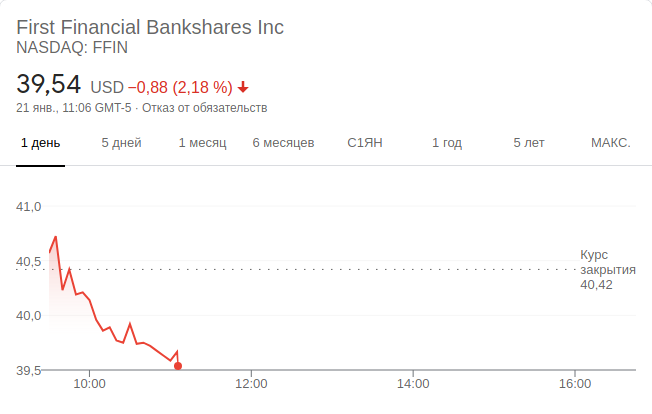 First Financial Bankshares Inc
NASDAQ: FFIN
39,54 USD −0,88 (2,18 %)
21 янв., 11:06 GMT-5 · Отказ от обязательств
1 день 5 дней 1 месяц 6 месяцев С1ЯН 1 год 5 лет МАКС.
41,0
40,5
40,0
39,5
Курс
закрытия
40,42
10:00 12:00 14:00 16:00